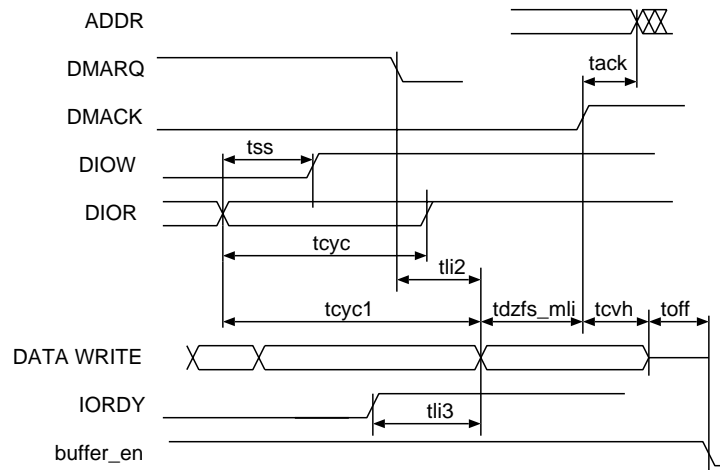 ADDR
DMARQ
tack
DMACK
DIOW
tss
DIOR
tcyc
tli2
tcyc1
tdzfs_mli
tcvh
toff
DATA WRITE
IORDY
tli3
buffer_en